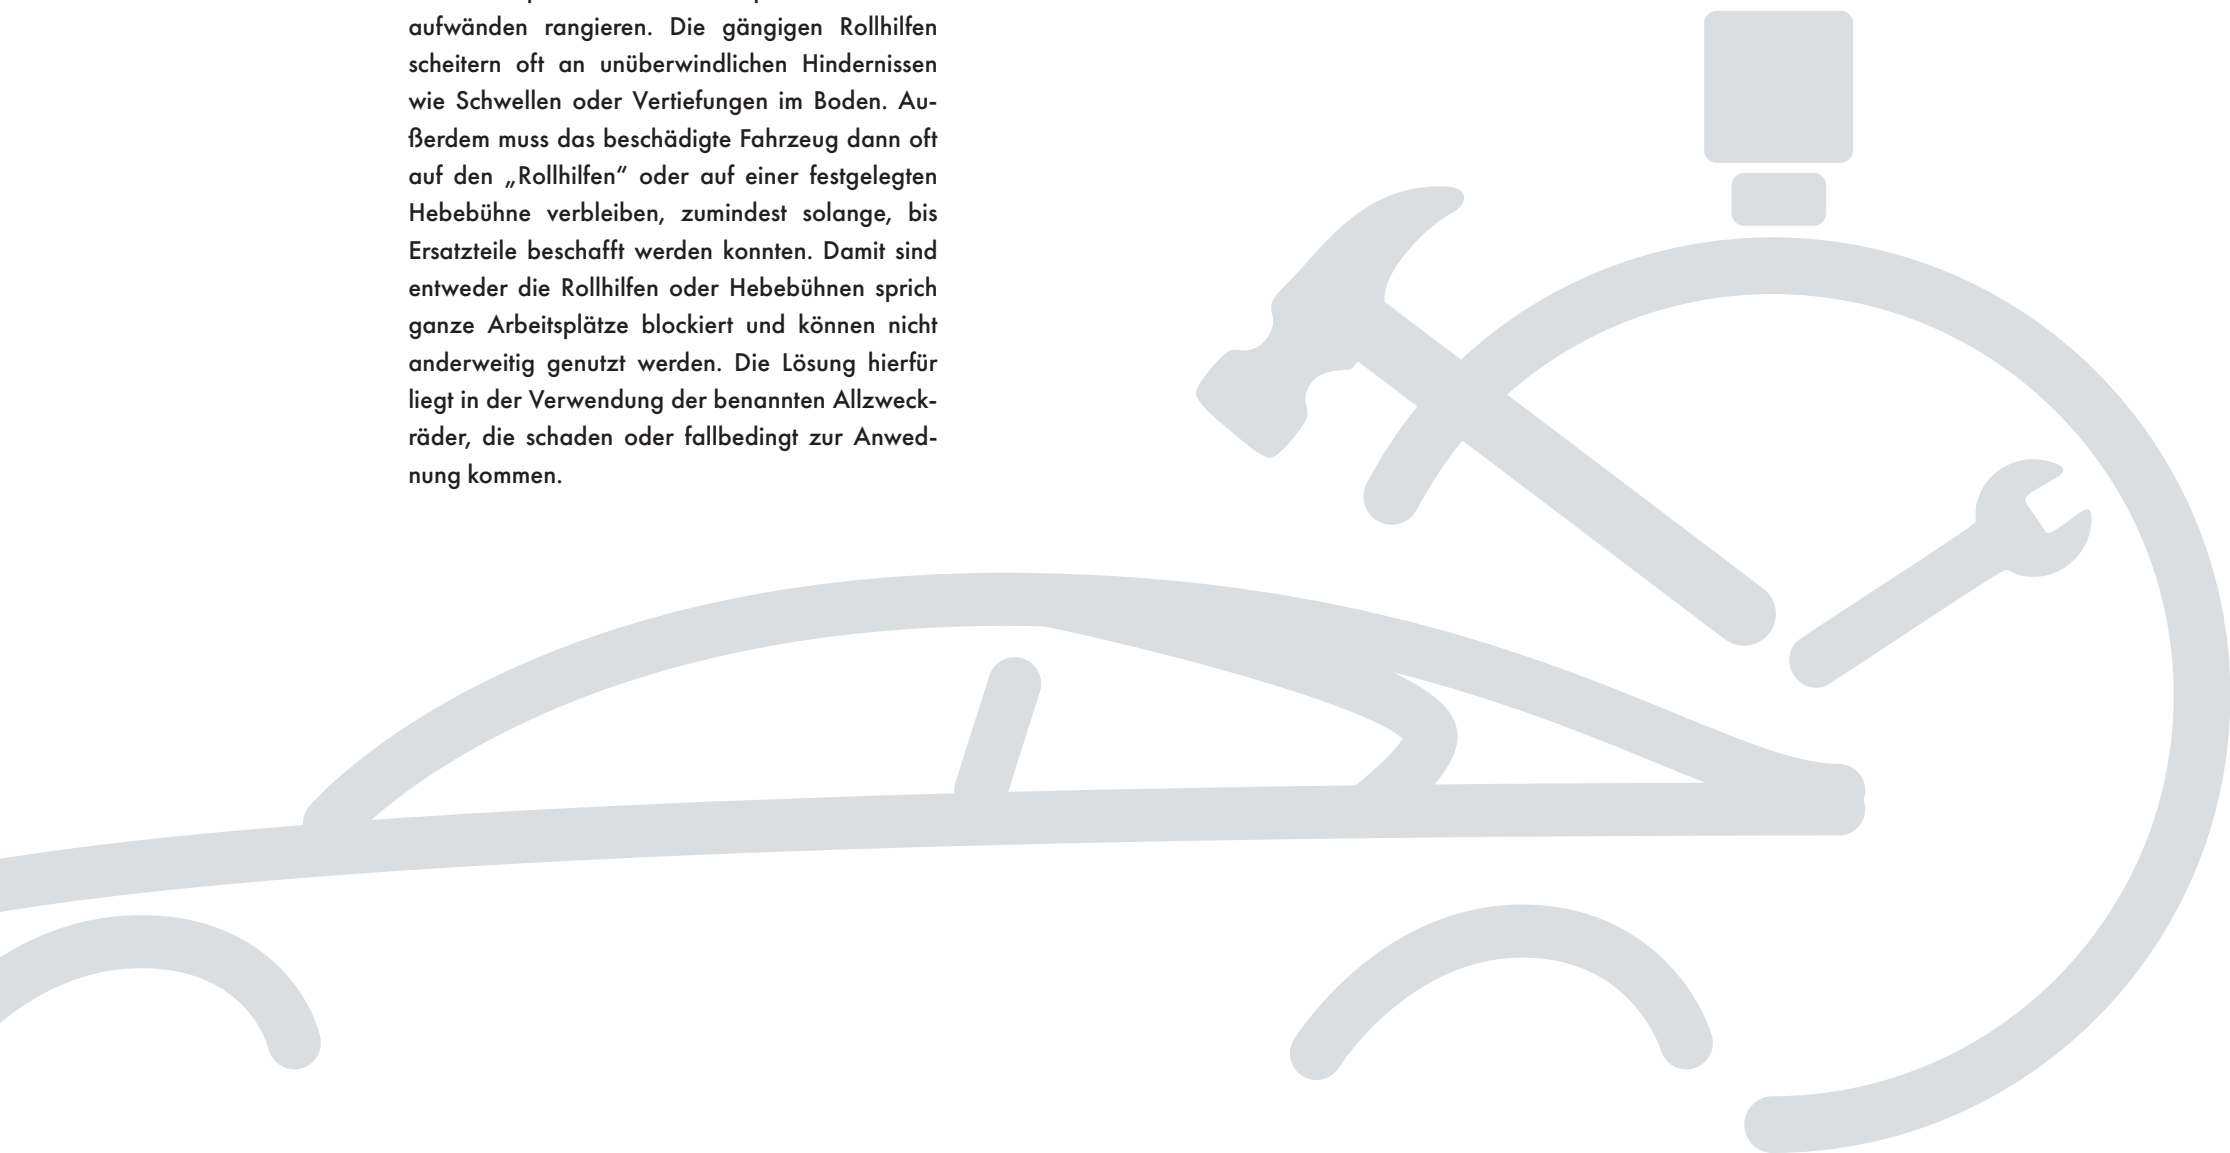 aufwänden rangieren. Die gängigen Rollhilfen
scheitern oft an unüberwindlichen Hindernissen
wie Schwellen oder Vertiefungen im Boden. Au-
ßerdem muss das beschädigte Fahrzeug dann oft
auf den „Rollhilfen“ oder auf einer festgelegten
Hebebühne verbleiben, zumindest solange, bis
Ersatzteile beschafft werden konnten. Damit sind
entweder die Rollhilfen oder Hebebühnen sprich
ganze Arbeitsplätze blockiert und können nicht
anderweitig genutzt werden. Die Lösung hierfür
liegt in der Verwendung der benannten Allzweck-
räder, die schaden oder fallbedingt zur Anwed-
nung kommen.